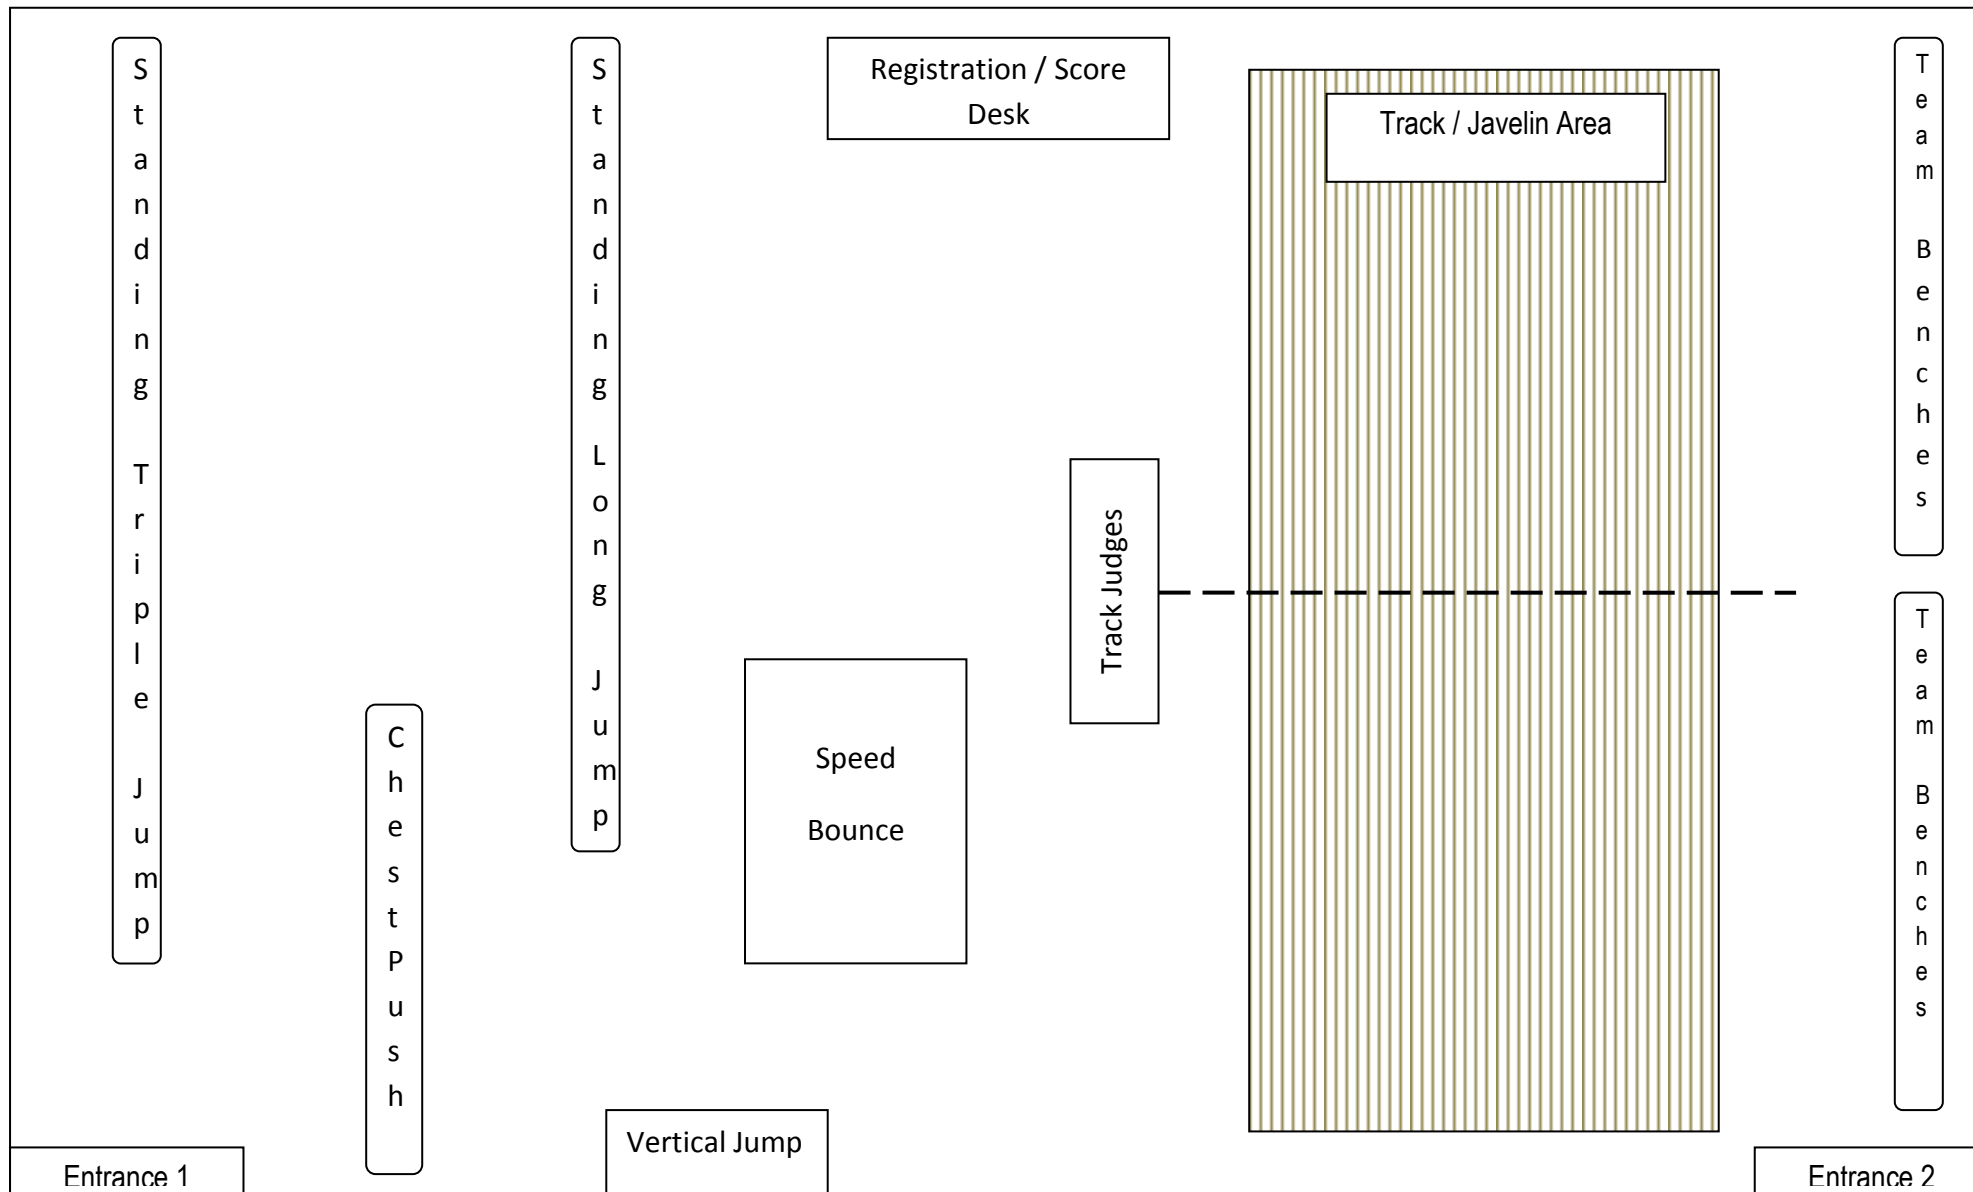 Standing Triple Jump
Chest Push
Standing Long Jump
Registration / Score
Desk
Track / Javelin Area
Team Benches
Track Judges
Speed
Bounce
Team Benches
Vertical Jump
Entrance 1
Entrance 2